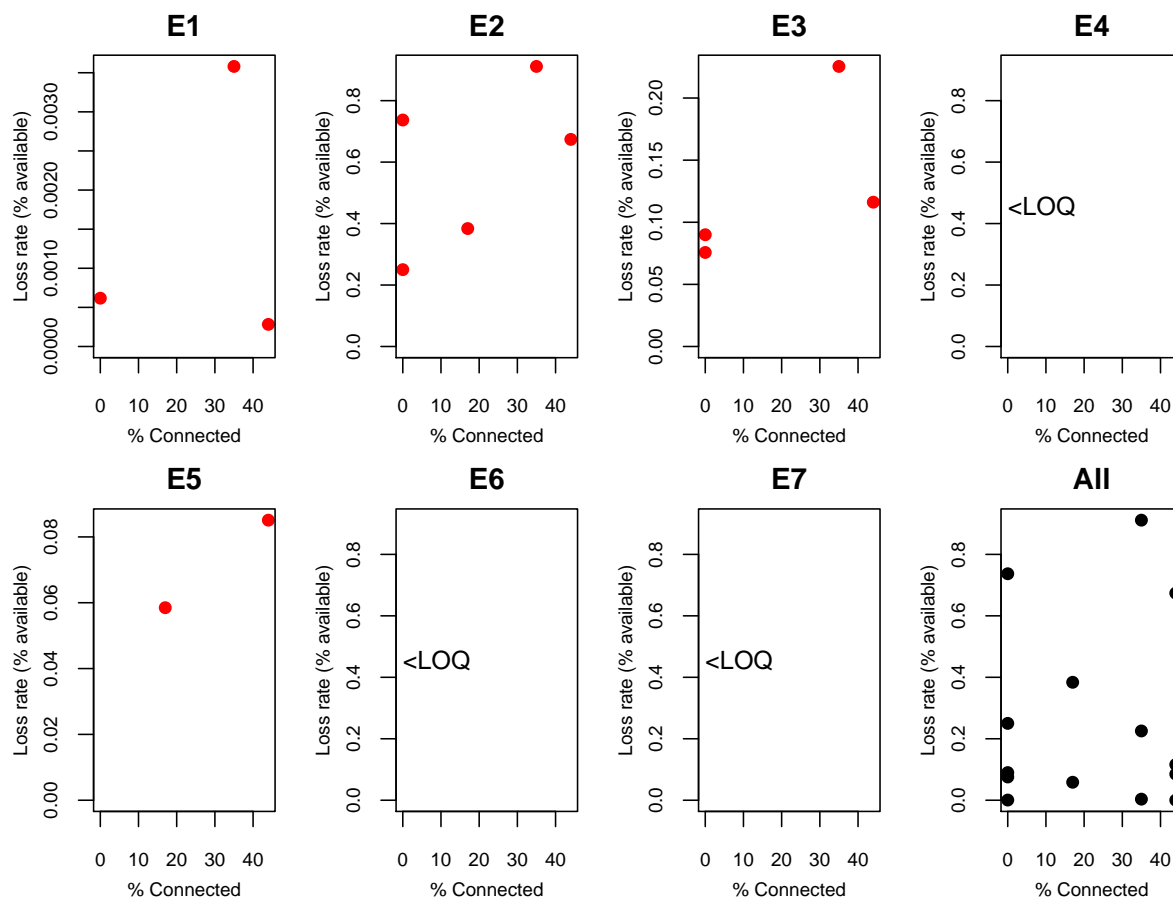 E1
E2
E3
E4
Loss rate (% available)
0.0000
0.0010
0.0020
0.0030
0 10 20 30 40
% Connected
Loss rate (% available)
0.0
0.2
0.4
0.6
0.8
0 10 20 30 40
% Connected
Loss rate (% available)
0.00
0.05
0.10
0.15
0.20
0 10 20 30 40
% Connected
Loss rate (% available)
0.0
0.2
0.4
0.6
0.8
<LOQ
0 10 20 30 40
% Connected
E5
E6
E7
All
Loss rate (% available)
0.00
0.02
0.04
0.06
0.08
0 10 20 30 40
% Connected
Loss rate (% available)
0.0
0.2
0.4
0.6
0.8
<LOQ
0 10 20 30 40
% Connected
Loss rate (% available)
0.0
0.2
0.4
0.6
0.8
<LOQ
0 10 20 30 40
% Connected
Loss rate (% available)
0.0
0.2
0.4
0.6
0.8
0 10 20 30 40
% Connected